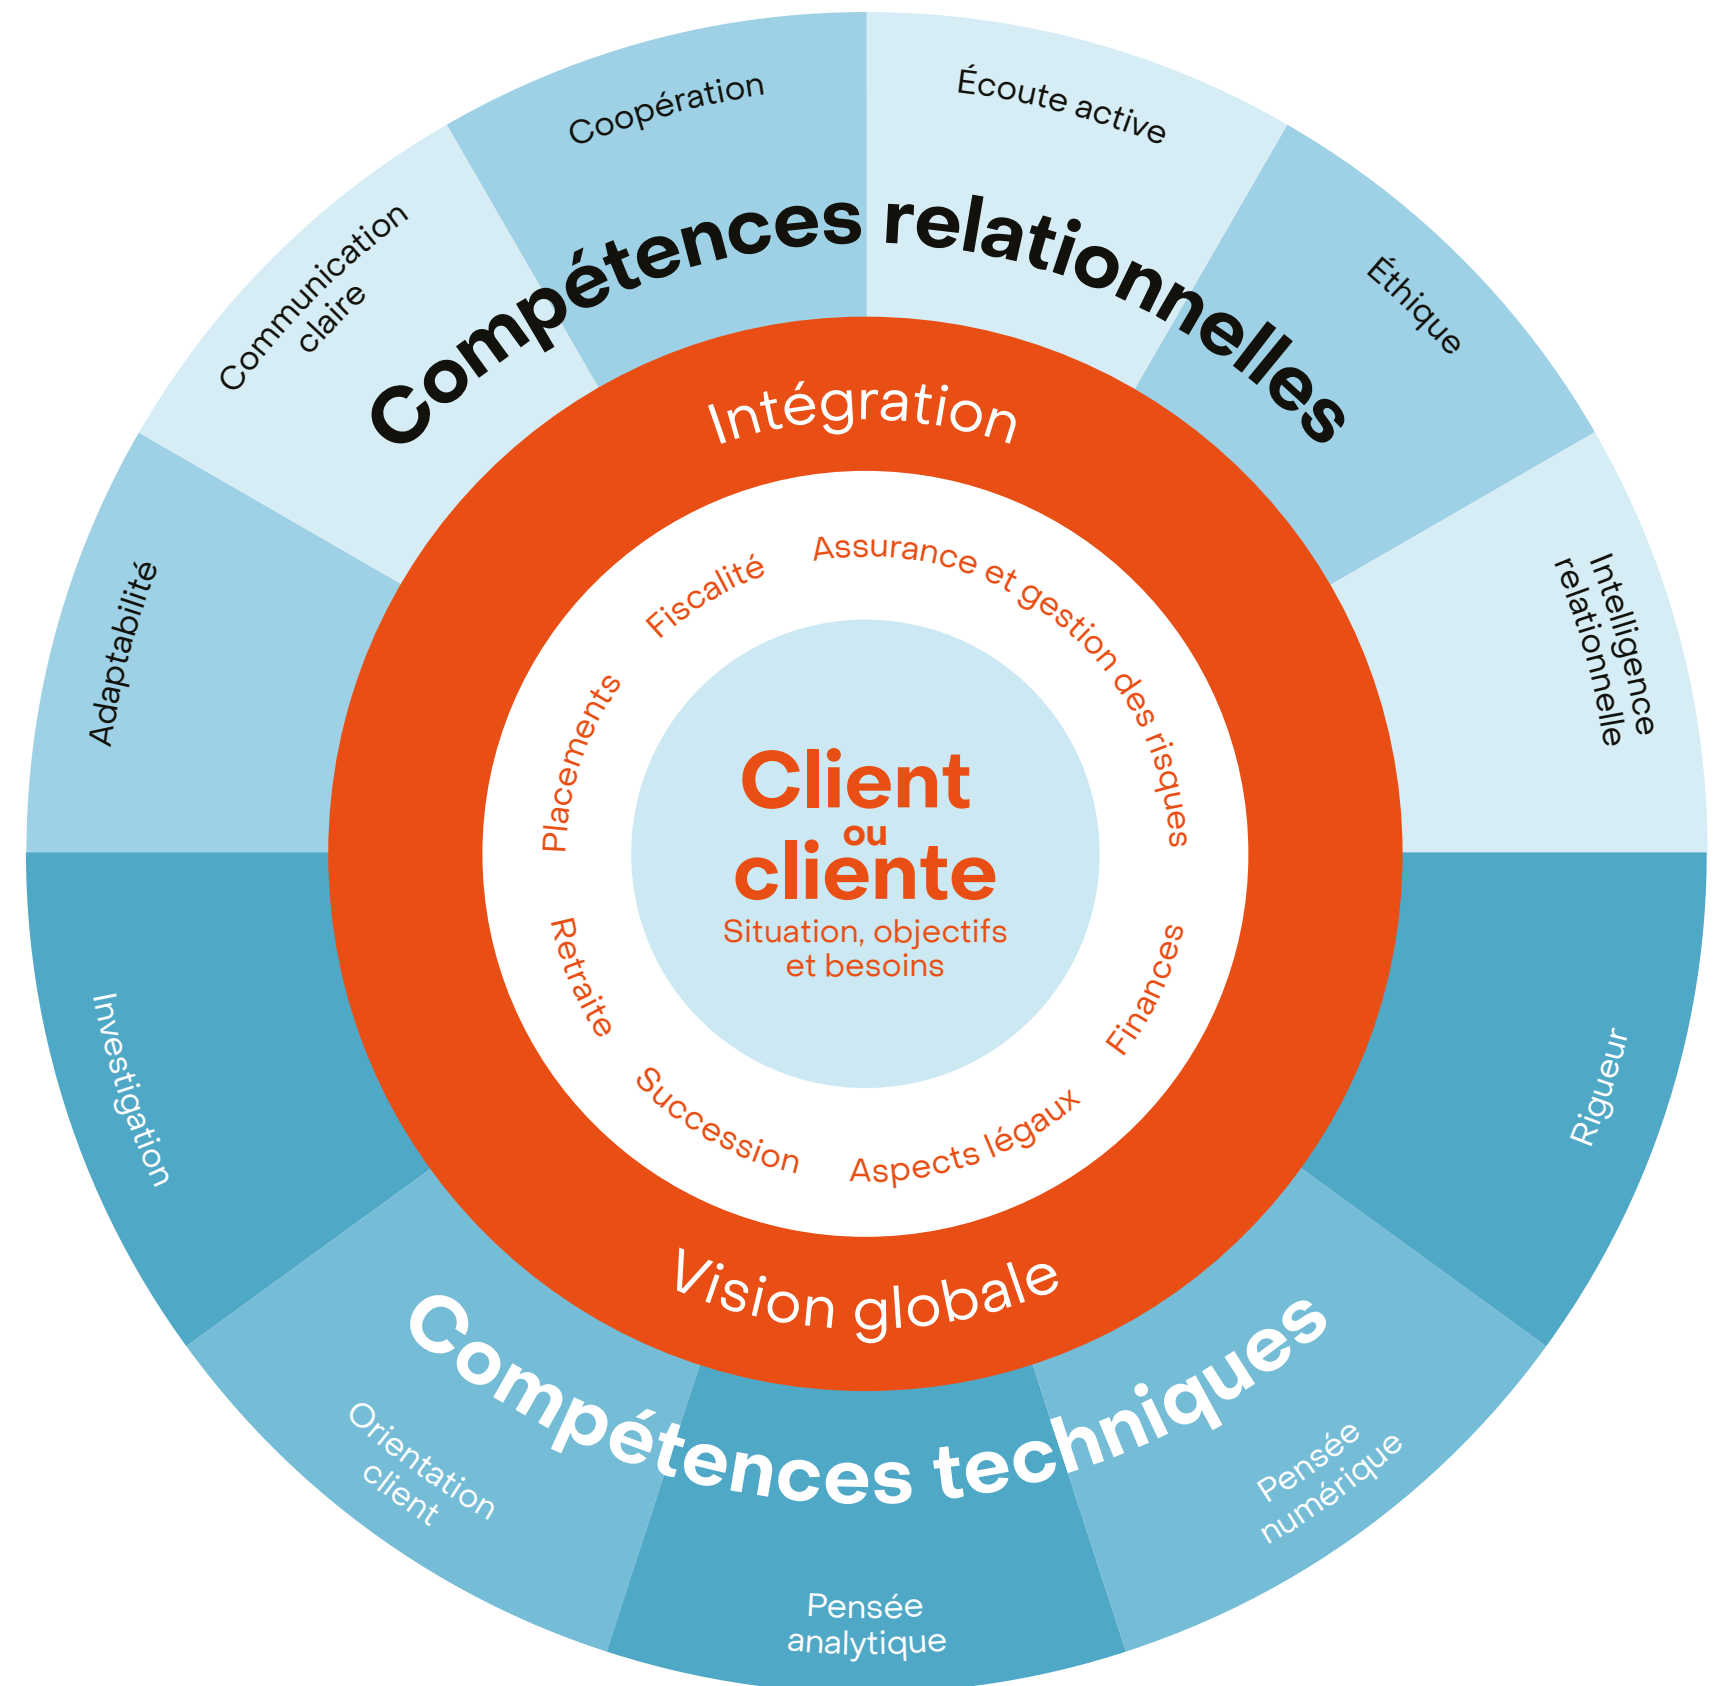 Compétences relationnelles
Adaptabilité
Communication
claire
Coopération
Écoute active
Éthique
Intelligence
relationnelle
Intégration
Placements
Fiscalité
Assurance et gestion des risques
Finances
Aspects légaux
Succession
Retraite
Client
ou
cliente
Situation, objectifs
et besoins
Vision globale
Compétences techniques
Investigation
Orientation
client
Pensée
analytique
Pensée
numérique
Rigueur